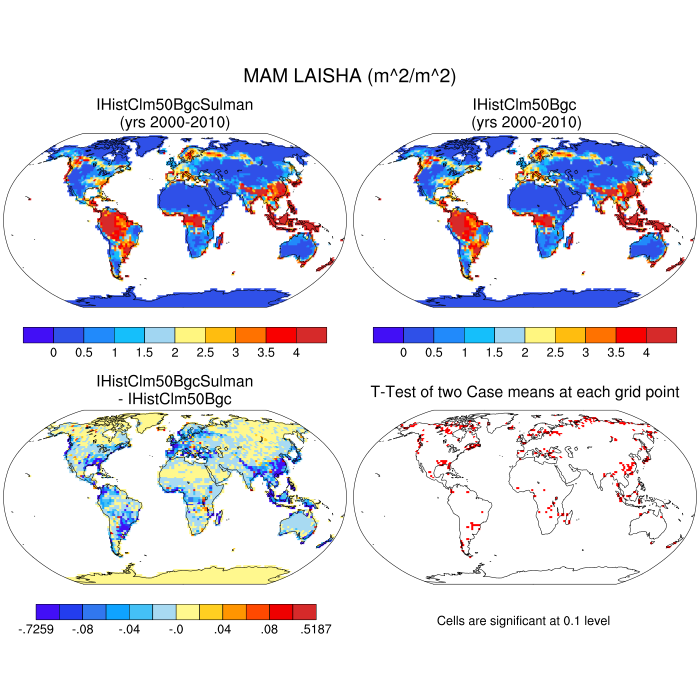 MAM LAISHA (m^2/m^2)
IHistClm50BgcSulman
(yrs 2000-2010)
IHistClm50Bgc
(yrs 2000-2010)
0 0.5 1 1.5 2 2.5 3 3.5 4
0 0.5 1 1.5 2 2.5 3 3.5 4
IHistClm50BgcSulman
- IHistClm50Bgc
T-Test of two Case means at each grid point
-.7259 -.08 -.04 -.0 .04 .08 .5187
Cells are significant at 0.1 level